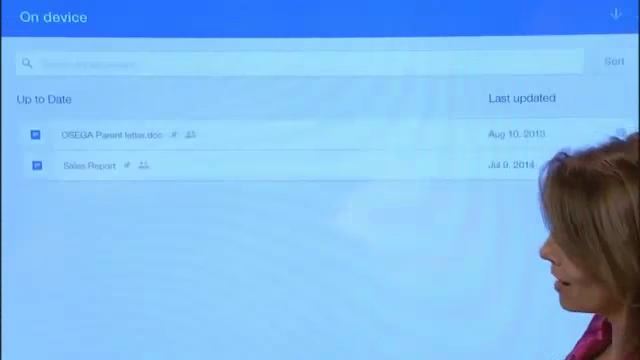 On device
Sort
Up to Date
Last updated
OSEGA Parent letter.doc
Aug 10, 2013
Sales Report
Jul 9, 2014